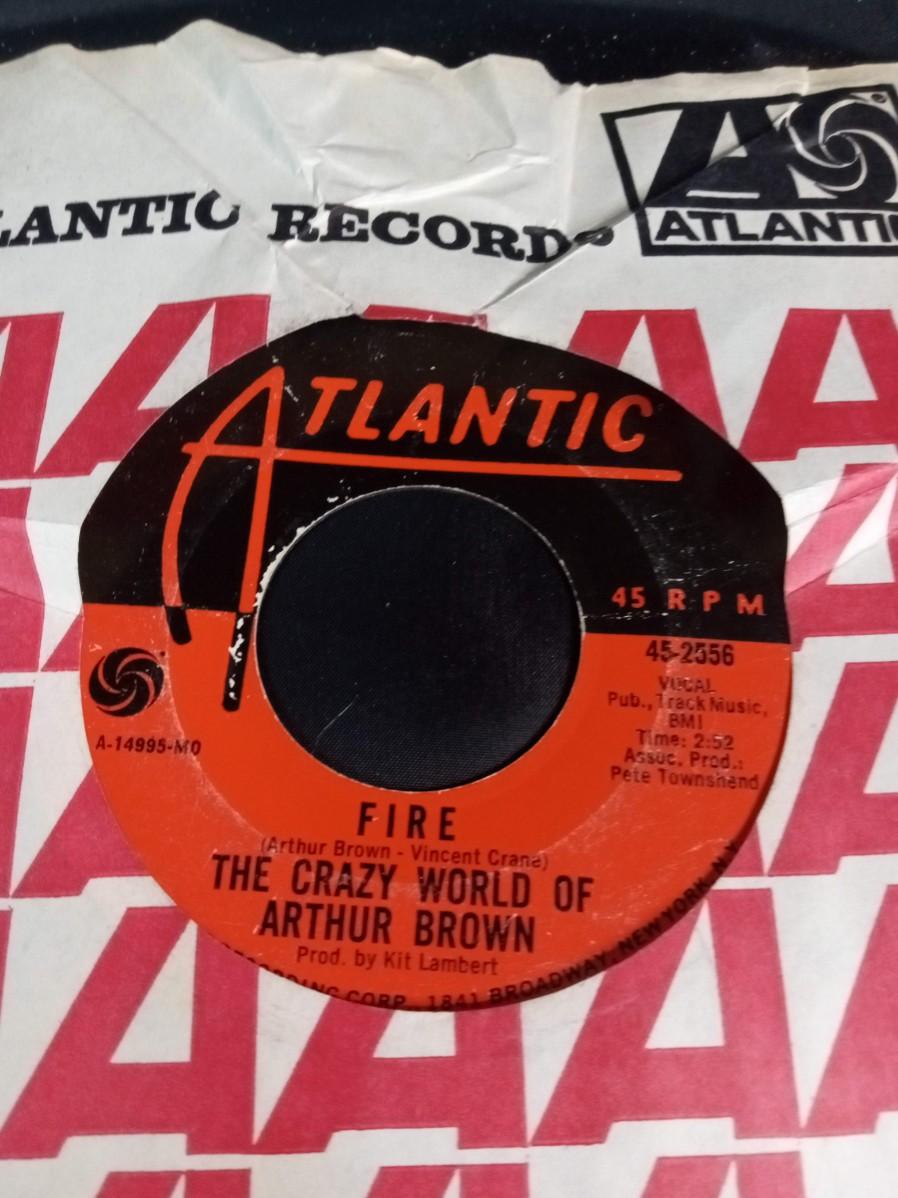 LANTIC RECORDS
ATLANTIC
ATLANTIC
45 RPM
45-2556
VOCAL
Pub., Track Music,
BMI
Time: 2:52
Assoc. Prod.:
Pete Townshend
A-14995-MO
FIRE
(Arthur Brown - Vincent Crane)
THE CRAZY WORLD OF
ARTHUR BROWN
Prod. by Kit Lambert
CORP. 1841 BROADWAY, NEW YORK, N.Y.